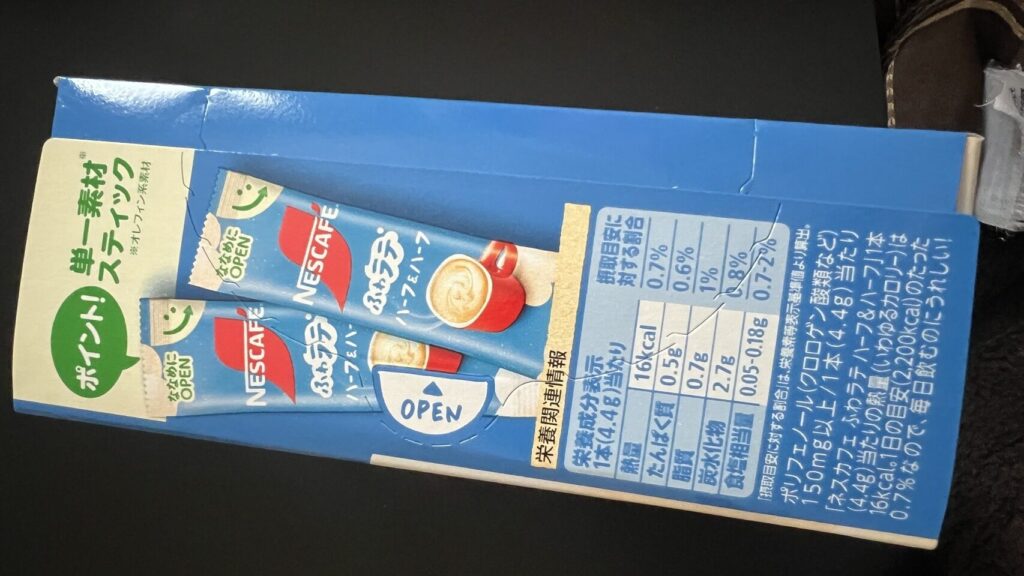 ポイント!
単一素材※
スティック
※オレフィン系素材
ななめに
OPEN
NESCAFÉ
ふわラテ
ハーフ&ハーフ
ななめに
OPEN
NESCAFÉ
ふわラテ
ハーフ&ハーフ
OPEN
栄養関連情報
栄養成分表示
1本(4.4g)当たり
摂取目安に
対する割合
熱量 16kcal 0.7%
たんぱく質 0.5g 0.6%
脂質 0.7g 1%
炭水化物 2.7g 0.8%
食塩相当量 0.05-0.18g 0.7-2%
「摂取目安に対する割合」は、栄養素等表示基準値より算出。
ポリフェノール(クロロゲン酸類など)
150mg以上/1本(4.4g)当たり
「ネスカフェ ふわラテ ハーフ&ハーフ」1本
(4.4g)当たりの熱量(いわゆるカロリー)は
16kcal。1日の目安(2,200kcal)のたった
0.7%なので、毎日飲むのにうれしい!